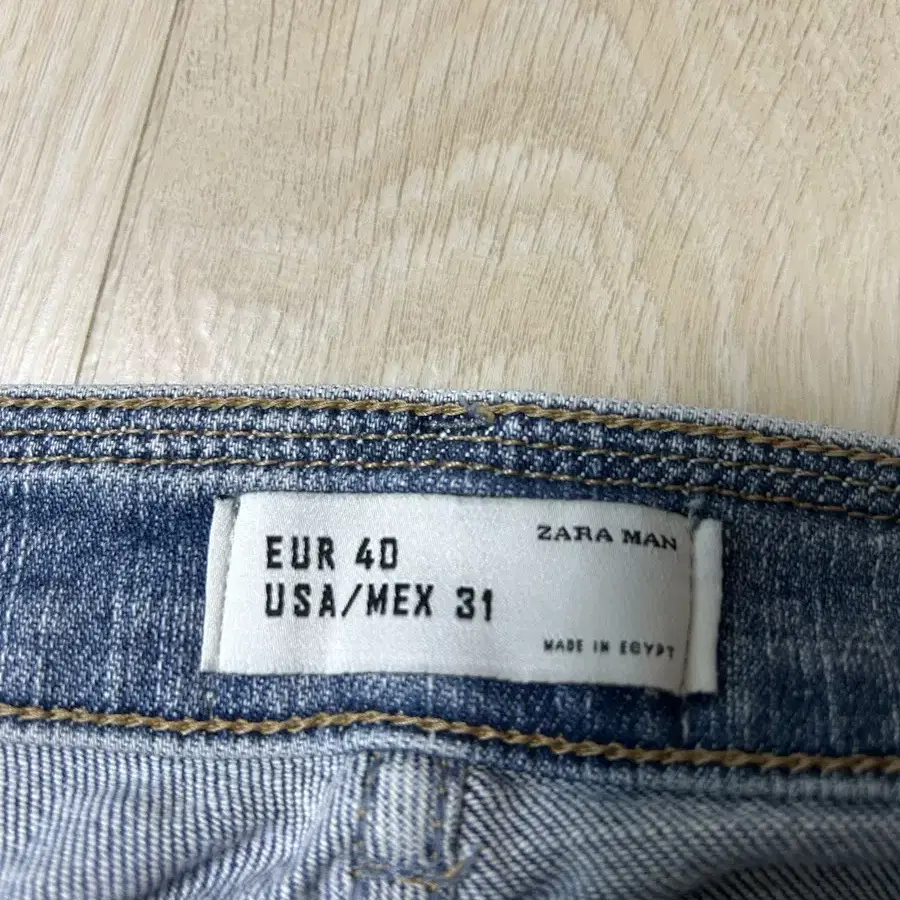 ZARA MAN
EUR 40
USA/MEX 31
MADE IN EGYPT